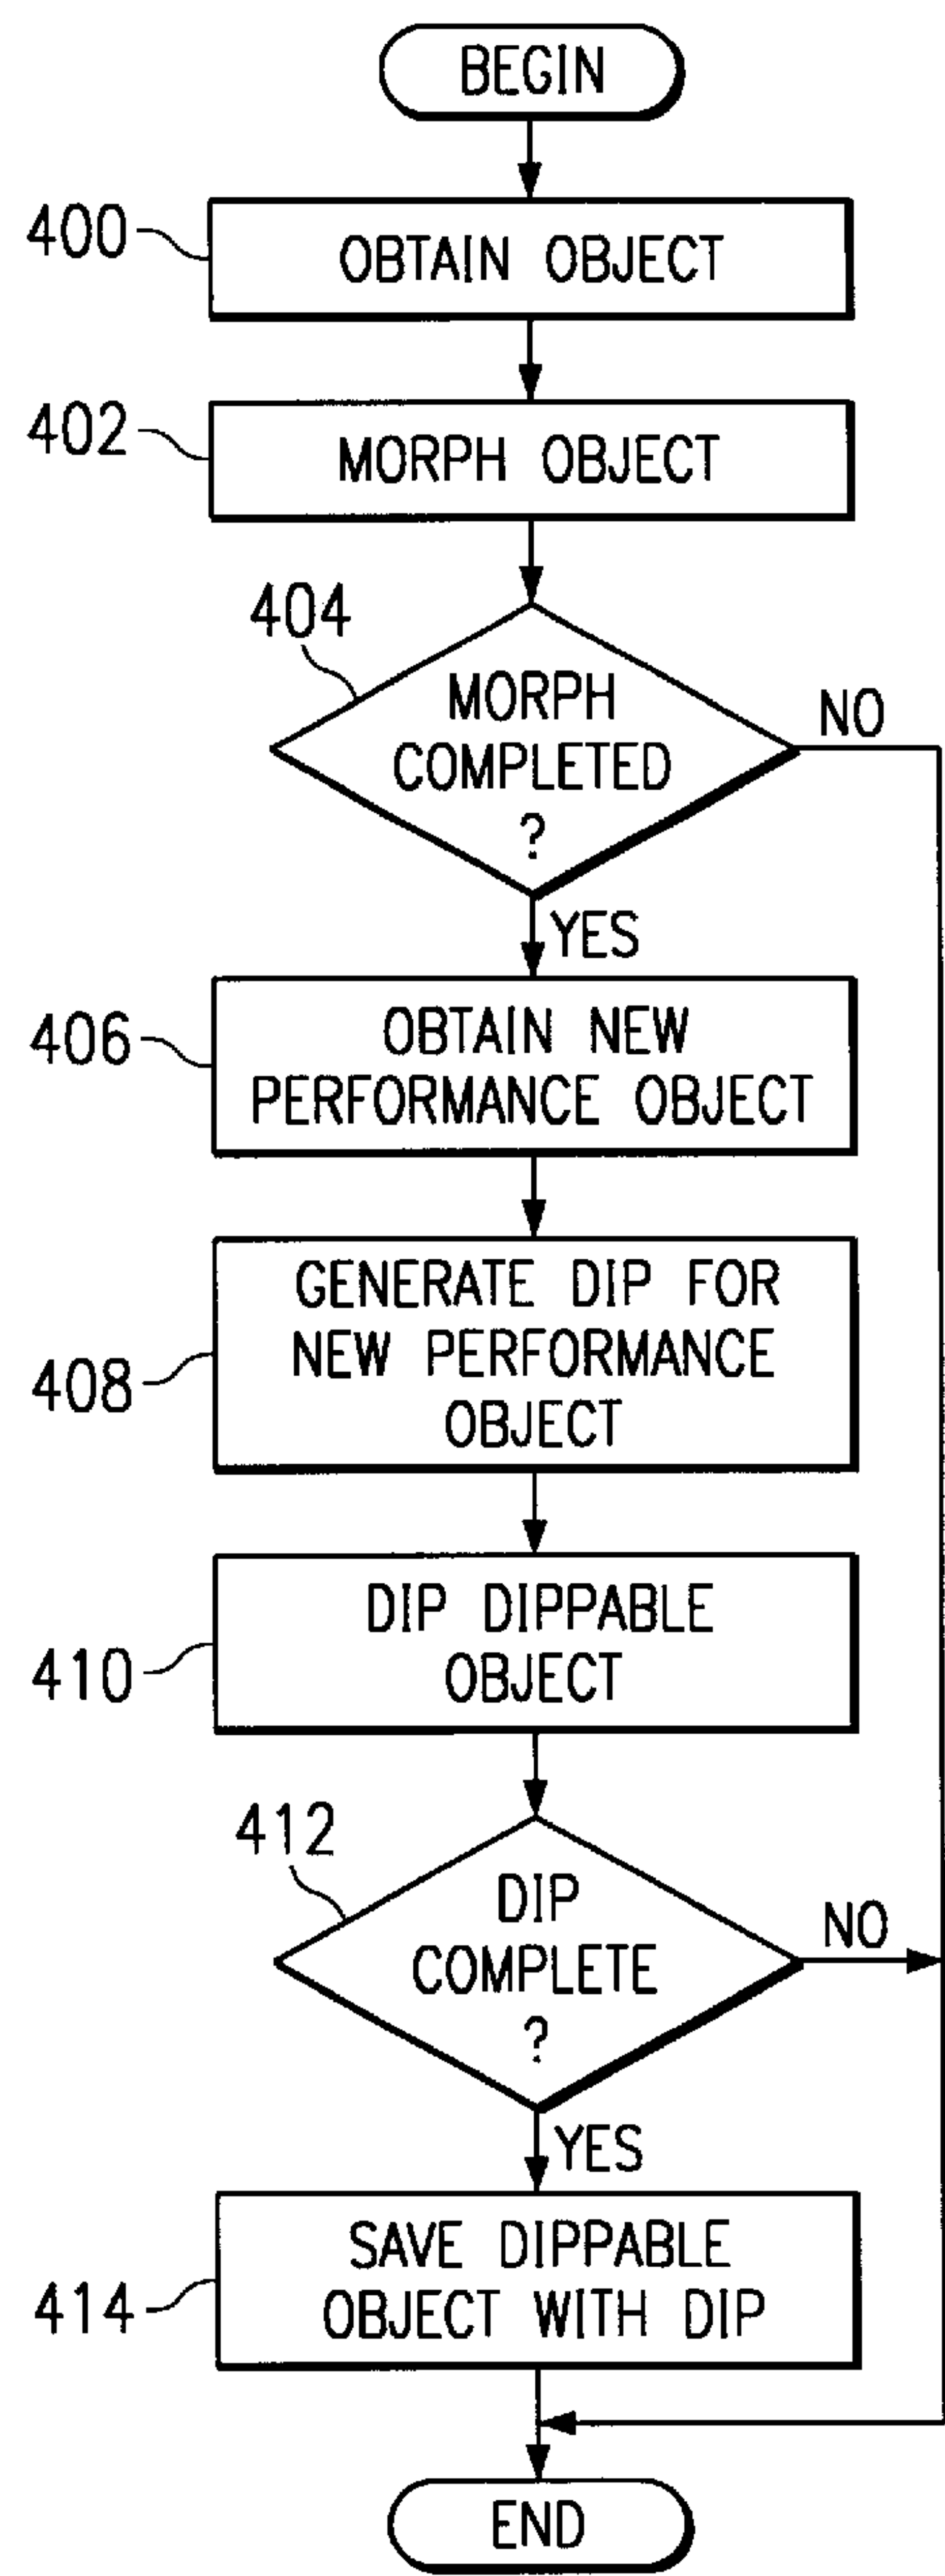 BEGIN
400
OBTAIN OBJECT
402
MORPH OBJECT
404
MORPH
COMPLETED
?
NO
YES
406
OBTAIN NEW
PERFORMANCE OBJECT
408
GENERATE DIP FOR
NEW PERFORMANCE
OBJECT
410
DIP DIPPABLE
OBJECT
412
DIP
COMPLETE
?
NO
YES
414
SAVE DIPPABLE
OBJECT WITH DIP
END